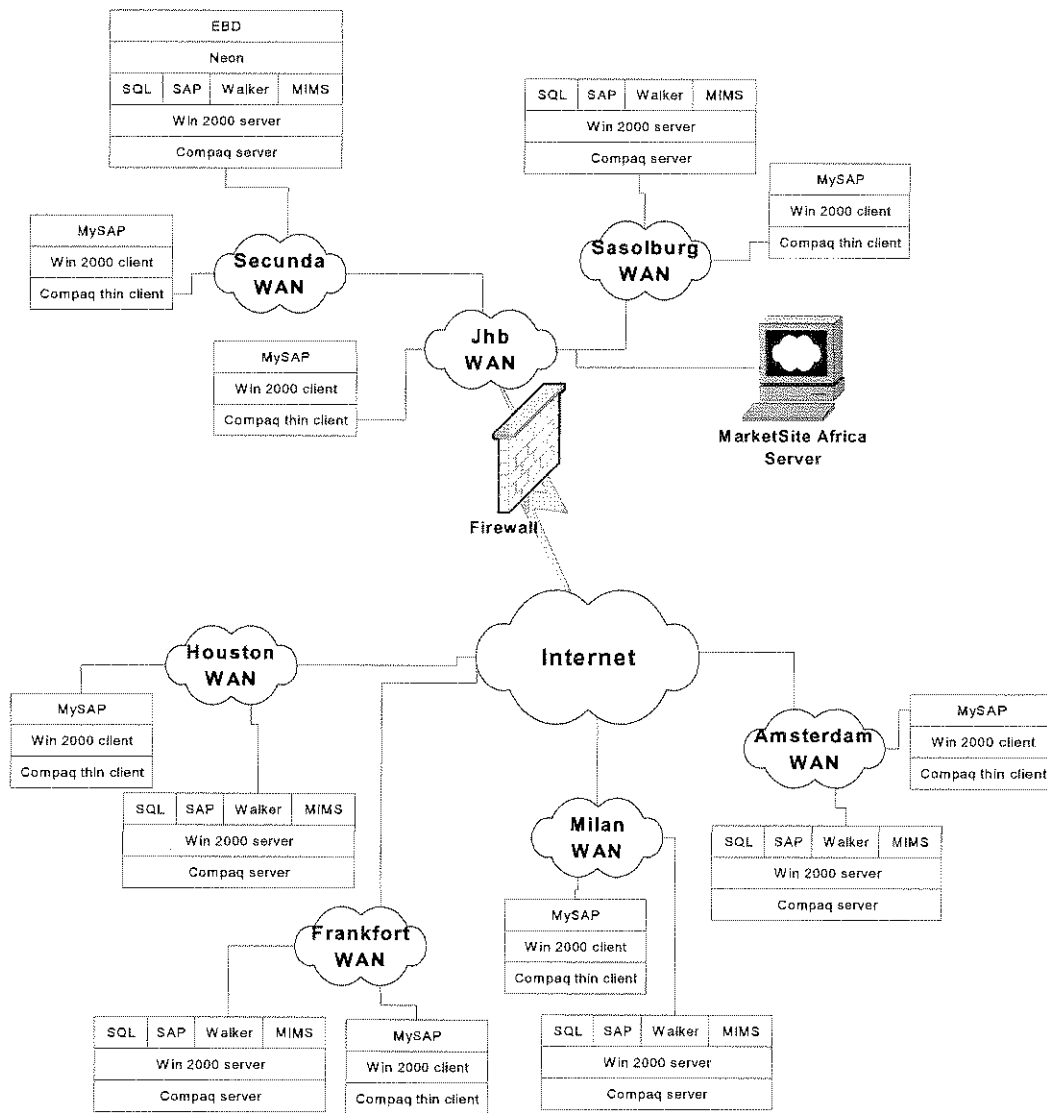 EBD
Neon
SQL SAP Walker MIMS
Win 2000 server
Compaq server
SQL SAP Walker MIMS
Win 2000 server
Compaq server
MySAP
Win 2000 client
Compaq thin client
MySAP
Win 2000 client
Compaq thin client
Secunda
WAN
Sasolburg
WAN
Jhb
WAN
MySAP
Win 2000 client
Compaq thin client
MarketSite Africa
Server
Firewall
Internet
Houston
WAN
MySAP
Win 2000 client
Compaq thin client
SQL SAP Walker MIMS
Win 2000 server
Compaq server
Amsterdam
WAN
MySAP
Win 2000 client
Compaq thin client
SQL SAP Walker MIMS
Win 2000 server
Compaq server
Milan
WAN
MySAP
Win 2000 client
Compaq thin client
SQL SAP Walker MIMS
Win 2000 server
Compaq server
Frankfort
WAN
SQL SAP Walker MIMS
Win 2000 server
Compaq server
MySAP
Win 2000 client
Compaq thin client